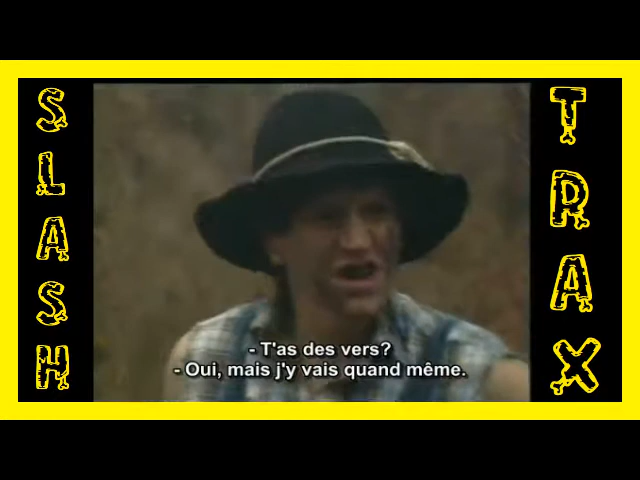 SLASH
TRAX
- T'as des vers?
- Oui, mais j'y vais quand même.